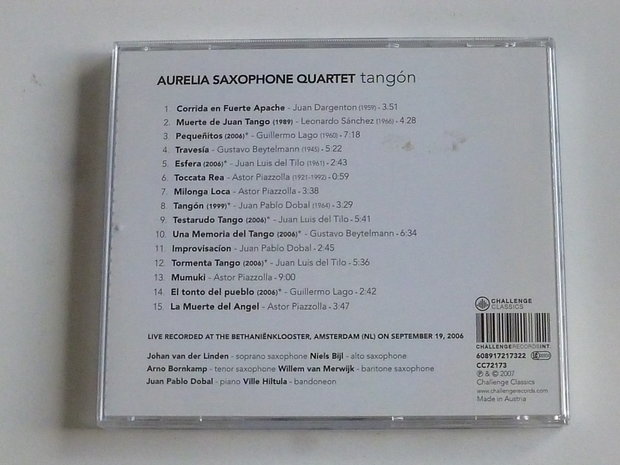 AURELIA SAXOPHONE QUARTET tangón
1. Corrida en Fuerte Apache - Juan Dargenton (1959) - 3:51
2. Muerte de Juan Tango (1989) - Leonardo Sánchez (1966) - 4:28
3. Pequeñitos (2006)* - Guillermo Lago (1960) - 7:18
4. Travesía - Gustavo Beytelmann (1945) - 5:22
5. Esfera (2006)* - Juan Luis del Tilo (1961) - 2:43
6. Toccata Rea - Astor Piazzolla (1921-1992) - 0:59
7. Milonga Loca - Astor Piazzolla - 3:38
8. Tangón (1999)* - Juan Pablo Dobal (1964) - 3:29
9. Testarudo Tango (2006)* - Juan Luis del Tilo - 5:41
10. Una Memoria del Tango (2006)* - Gustavo Beytelmann - 6:34
11. Improvisacíon - Juan Pablo Dobal - 2:45
12. Tormenta Tango (2006)* - Juan Luis del Tilo - 5:36
13. Mumuki - Astor Piazzolla - 9:00
14. El tonto del pueblo (2006)* - Guillermo Lago - 2:42
15. La Muerte del Angel - Astor Piazzolla - 3:47
LIVE RECORDED AT THE BETHANIËNKLOOSTER, AMSTERDAM (NL) ON SEPTEMBER 19, 2006
Johan van der Linden - soprano saxophone Niels Bijl - alto saxophone
Arno Bornkamp - tenor saxophone Willem van Merwijk - baritone saxophone
Juan Pablo Dobal - piano Ville Hiltula - bandoneon
CHALLENGE
CLASSICS
CHALLENGE RECORDS INT.
608917217322
CC72173
℗ & © 2007
Challenge Classics
www.challengerecords.com
Made in Austria